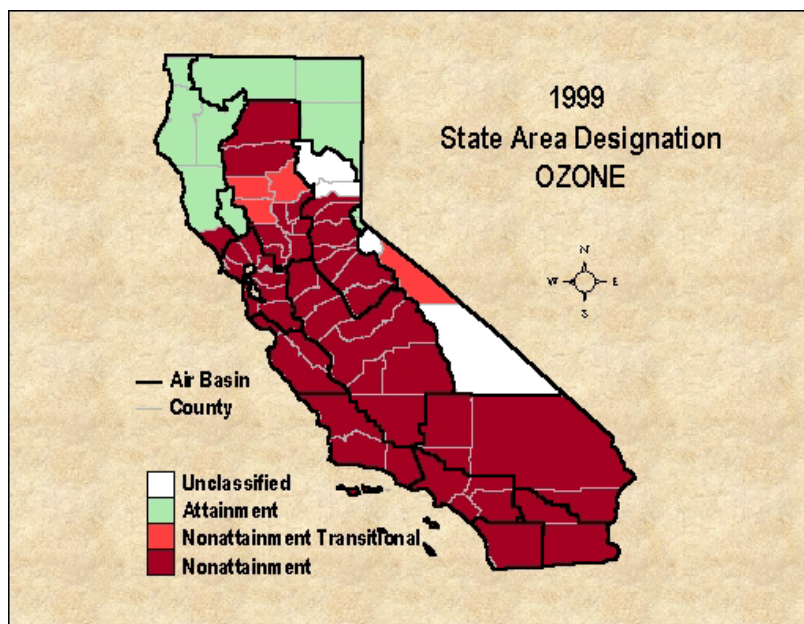 1999
State Area Designation
OZONE
N
W E
S
Air Basin
County
Unclassified
Attainment
Nonattainment Transitional
Nonattainment